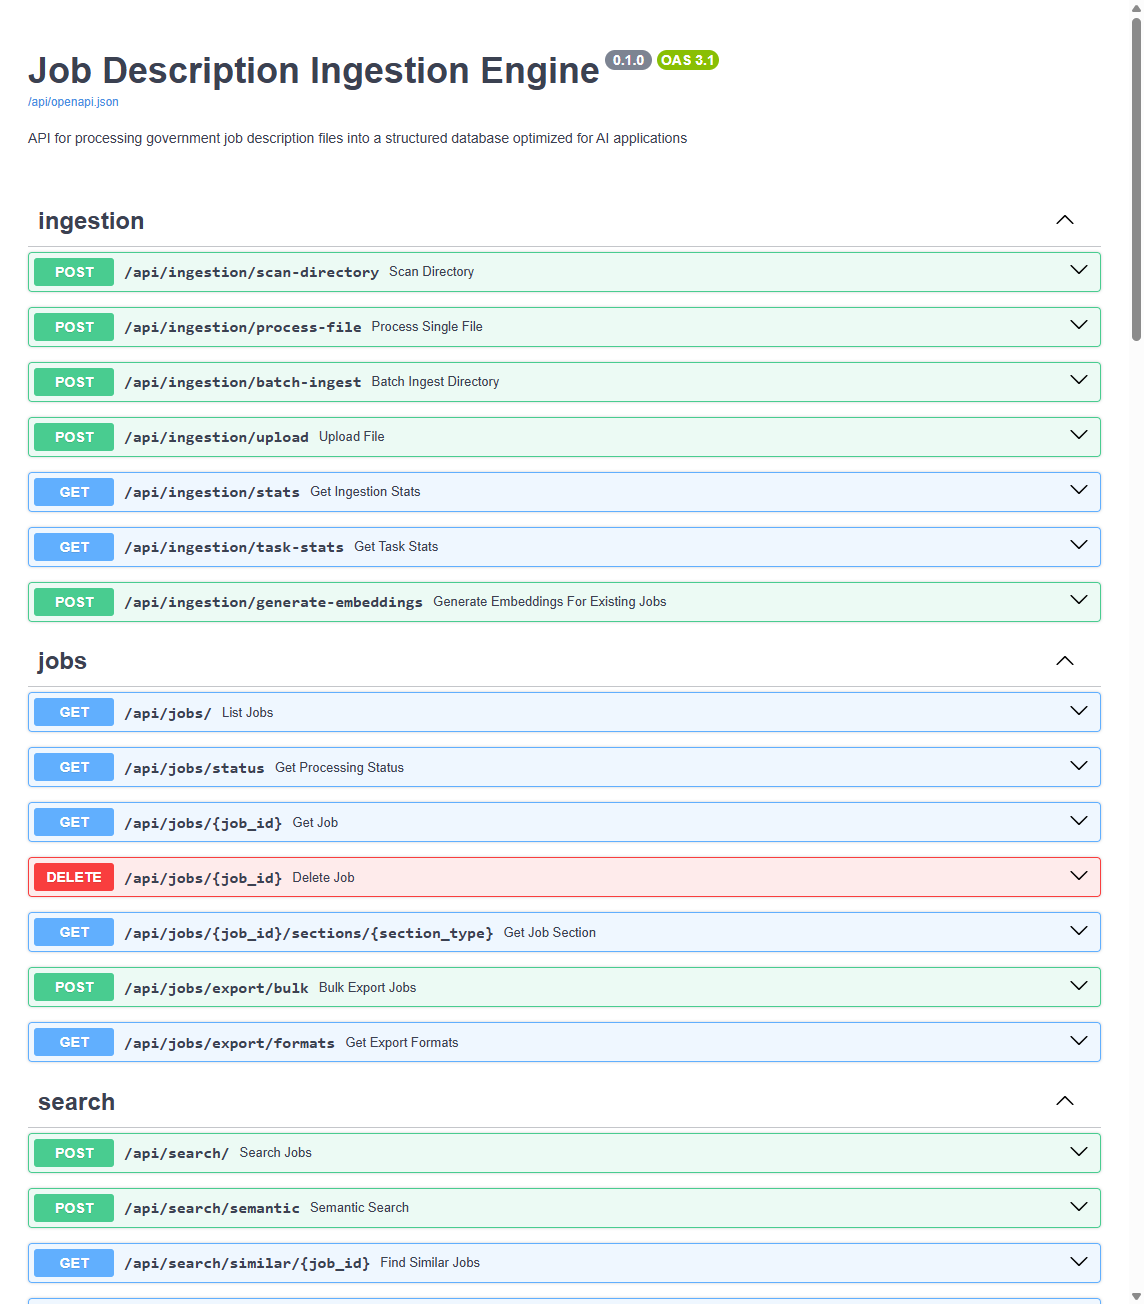 Job Description Ingestion Engine 0.1.0 OAS 3.1
/api/openapi.json
API for processing government job description files into a structured database optimized for AI applications
ingestion
POST /api/ingestion/scan-directory Scan Directory
POST /api/ingestion/process-file Process Single File
POST /api/ingestion/batch-ingest Batch Ingest Directory
POST /api/ingestion/upload Upload File
GET /api/ingestion/stats Get Ingestion Stats
GET /api/ingestion/task-stats Get Task Stats
POST /api/ingestion/generate-embeddings Generate Embeddings For Existing Jobs
jobs
GET /api/jobs/ List Jobs
GET /api/jobs/status Get Processing Status
GET /api/jobs/{job_id} Get Job
DELETE /api/jobs/{job_id} Delete Job
GET /api/jobs/{job_id}/sections/{section_type} Get Job Section
POST /api/jobs/export/bulk Bulk Export Jobs
GET /api/jobs/export/formats Get Export Formats
search
POST /api/search/ Search Jobs
POST /api/search/semantic Semantic Search
GET /api/search/similar/{job_id} Find Similar Jobs